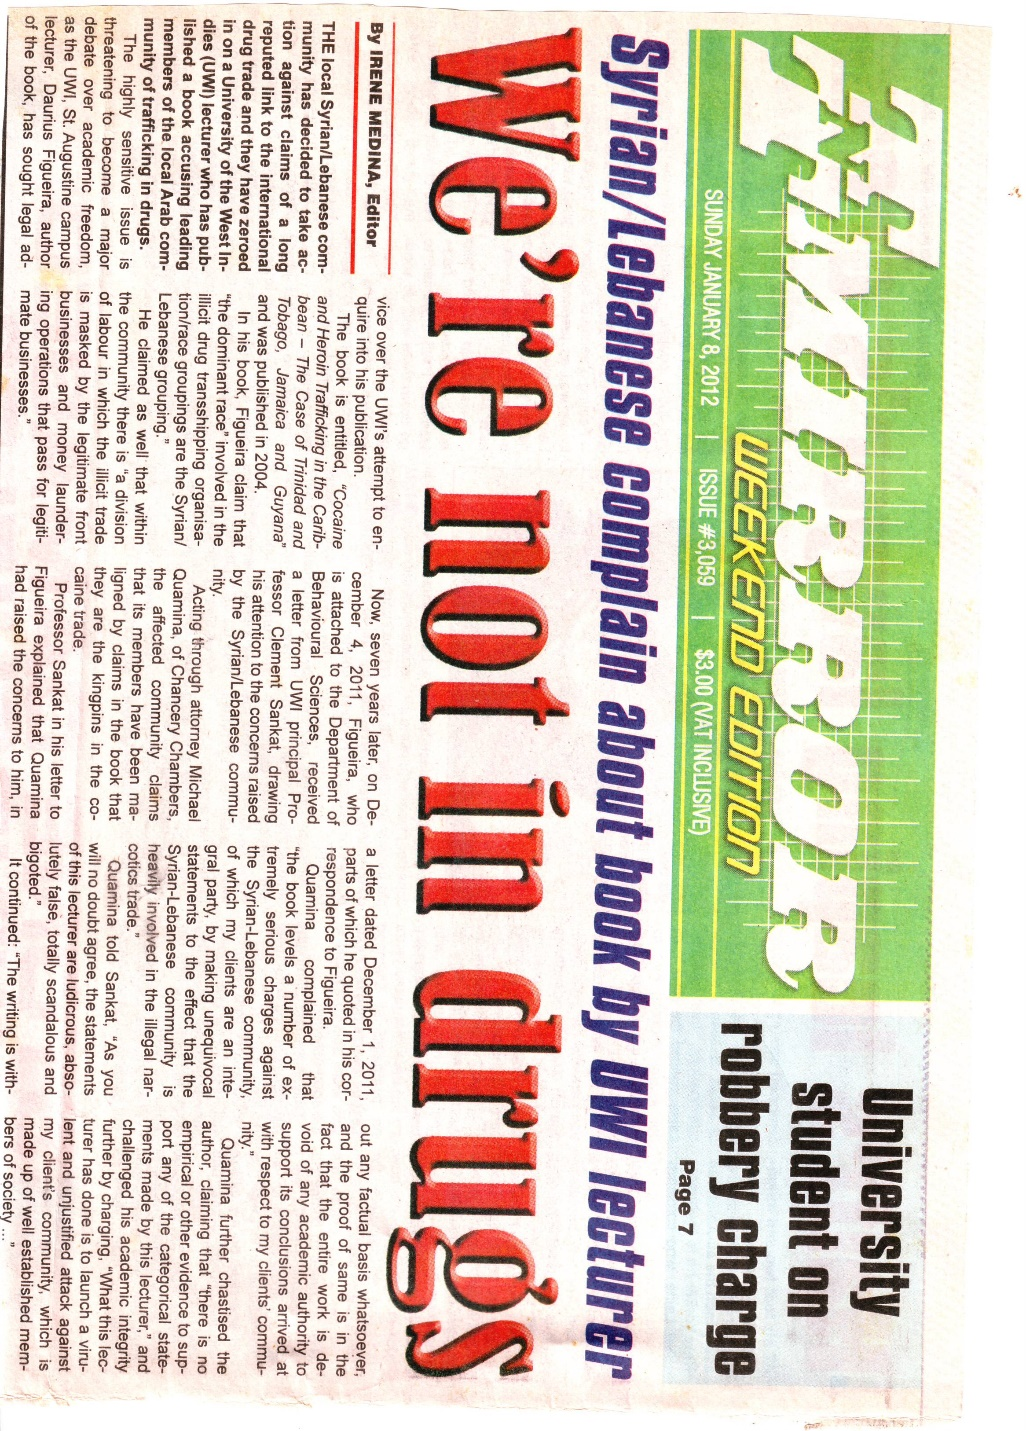 TnT MIRROR
WEEKEND EDITION
SUNDAY JANUARY 8, 2012 | ISSUE #3,059 | $3.00 (VAT INCLUSIVE)
University
student on
robbery charge
Page 7
Syrian/Lebanese complain about book by UWI lecturer
We're not in drugs
By IRENE MEDINA, Editor
THE local Syrian/Lebanese com-
munity has decided to take ac-
tion against claims of a long
reputed link to the international
drug trade and they have zeroed
in on a University of the West In-
dies (UWI) lecturer who has pub-
lished a book accusing leading
members of the local Arab com-
munity of trafficking in drugs.
The highly sensitive issue is
threatening to become a major
debate over academic freedom,
as the UWI, St. Augustine campus
lecturer, Daurius Figueira, author
of the book, has sought legal ad-
vice over the UWI's attempt to en-
quire into his publication.
The book is entitled, "Cocaine
and Heroin Trafficking in the Carib-
bean – The Case of Trinidad and
Tobago, Jamaica and Guyana"
and was published in 2004.
In his book, Figueira claim that
"the dominant race" involved in the
illicit drug transshipping organisa-
tion/race groupings are the Syrian/
Lebanese grouping."
He claimed as well that within
the community there is "a division
of labour in which the illicit trade
is masked by the legitimate front
businesses and money launder-
ing operations that pass for legiti-
mate businesses."
Now, seven years later, on De-
cember 4, 2011, Figueira, who
is attached to the Department of
Behavioural Sciences, received
a letter from UWI principal Pro-
fessor Clement Sankat, drawing
his attention to the concerns raised
by the Syrian/Lebanese commu-
nity.
Acting through attorney Michael
Quamina, of Chancery Chambers,
the affected community claims
that its members have been ma-
ligned by claims in the book that
they are the kingpins in the co-
caine trade.
Professor Sankat in his letter to
Figueira explained that Quamina
had raised the concerns to him, in
a letter dated December 1, 2011,
parts of which he quoted in his cor-
respondence to Figueira.
Quamina complained that
"the book levels a number of ex-
tremely serious charges against
the Syrian-Lebanese community,
of which my clients are an inte-
gral party, by making unequivocal
statements to the effect that the
Syrian-Lebanese community is
heavily involved in the illegal nar-
cotics trade."
Quamina told Sankat, "As you
will no doubt agree, the statements
of this lecturer are ludicrous, abso-
lutely false, totally scandalous and
bigoted."
It continued: "The writing is with-
out any factual basis whatsoever,
and the proof of same is in the
fact that the entire work is de-
void of any academic authority to
support its conclusions arrived at
with respect to my clients' commu-
nity."
Quamina further chastised the
author, claiming that "there is no
empirical or other evidence to sup-
port any of the categorical state-
ments made by this lecturer," and
challenged his academic integrity
further by charging, "What this lec-
turer has done is to launch a viru-
lent and unjustified attack against
my client's community, which is
made up of well established mem-
bers of society ..."